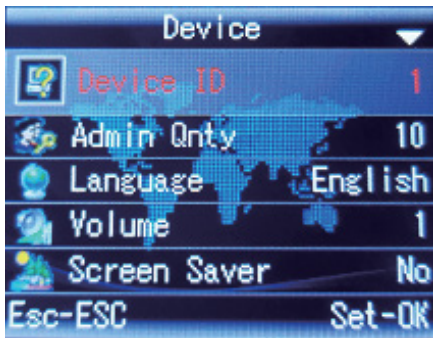 Device
Device ID 1
Admin Qnty 10
Language English
Volume 1
Screen Saver No
Esc-ESC Set-OK